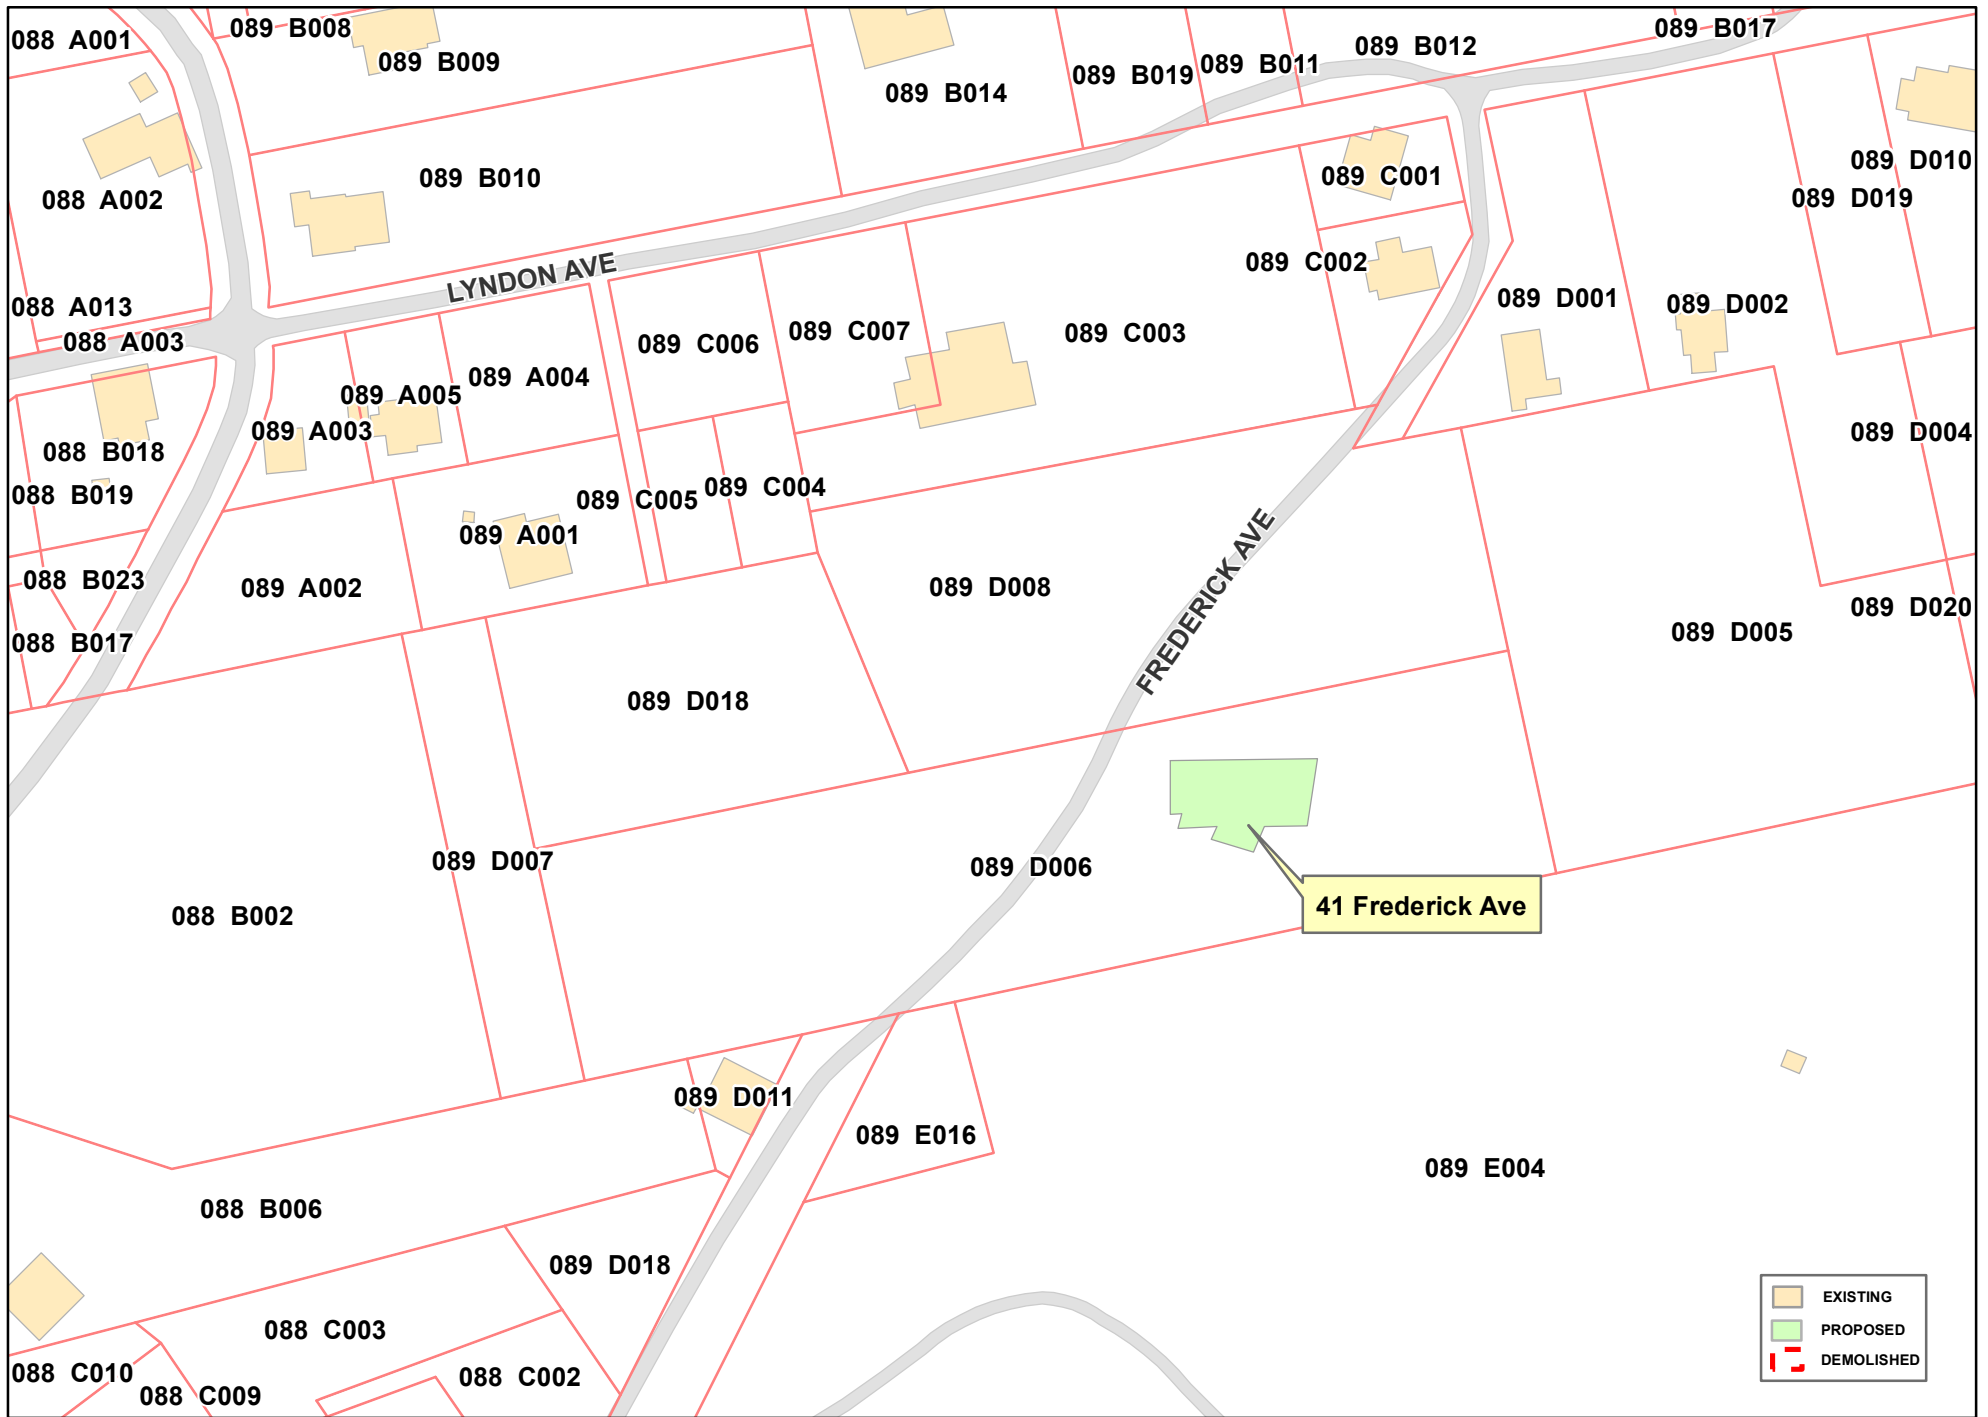 088 A001
089 B008
089 B009
089 B014
089 B019
089 B011
089 B012
089 B017
088 A002
089 B010
089 C001
089 D010
089 D019
LYNDON AVE
089 C002
089 D001
089 D002
088 A013
088 A003
089 C006
089 C007
089 C003
089 A005
089 A004
089 A003
088 B018
089 D004
088 B019
089 C005
089 C004
089 A001
FREDERICK AVE
088 B023
089 A002
089 D008
089 D020
088 B017
089 D005
089 D018
089 D007
089 D006
41 Frederick Ave
088 B002
089 D011
089 E016
089 E004
088 B006
089 D018
EXISTING
088 C003
PROPOSED
DEMOLISHED
088 C010
088 C009
088 C002